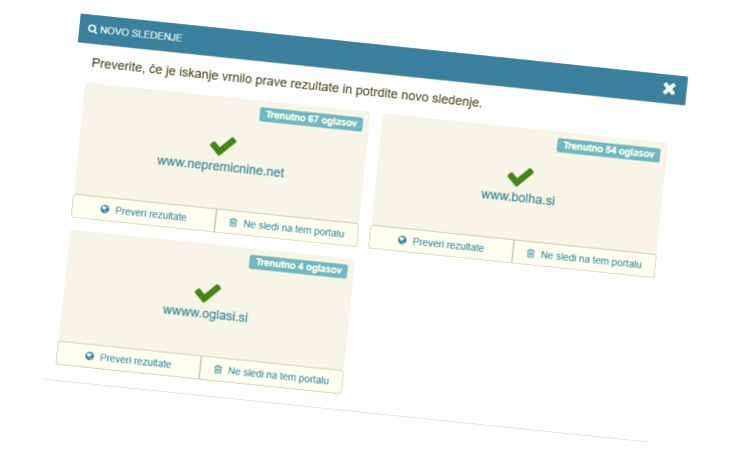 NOVO SLEDENJE
Preverite, če je iskanje vrnilo prave rezultate in potrdite novo sledenje.
Trenutno 67 oglasov
www.nepremicnine.net
Preveri rezultate
Ne sledi na tem portalu
Trenutno 54 oglasov
www.bolha.si
Preveri rezultate
Ne sledi na tem portalu
Trenutno 4 oglasov
wwww.oglasi.si
Preveri rezultate
Ne sledi na tem portalu